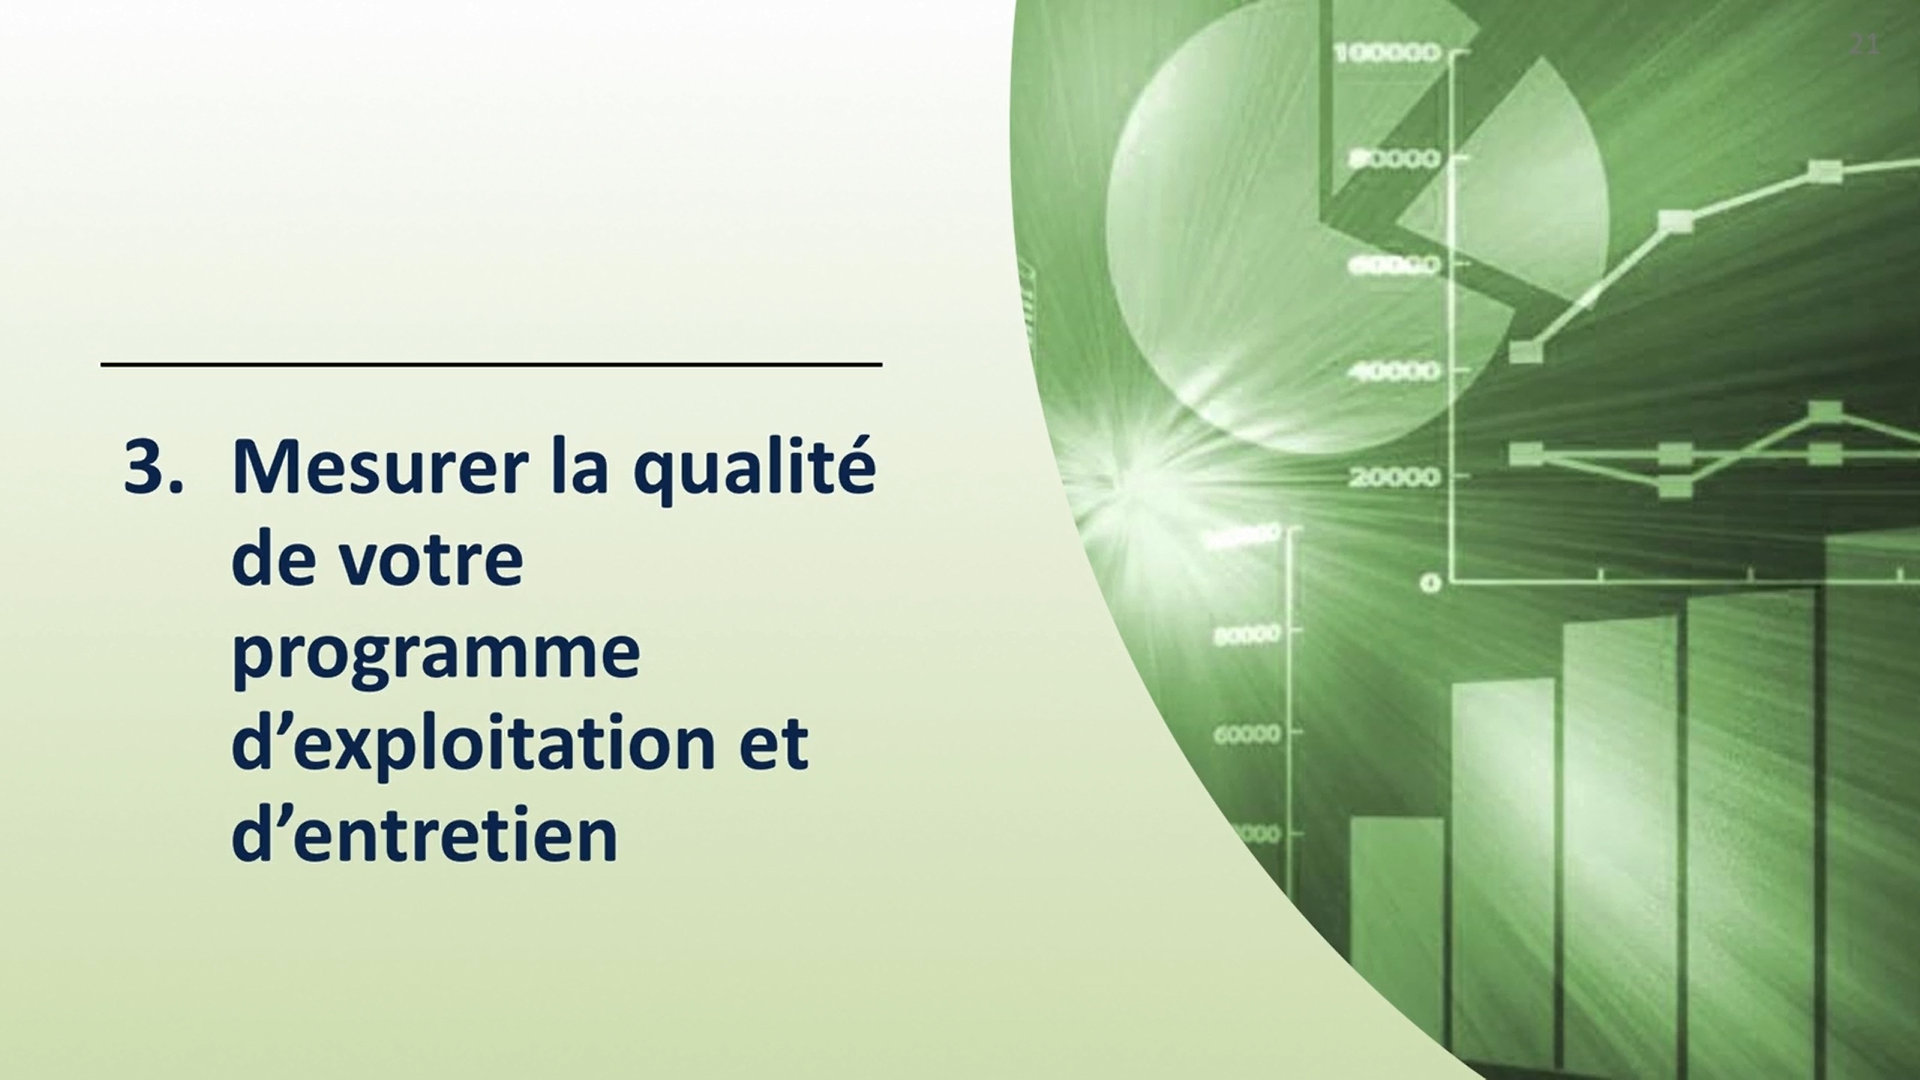 21
100000
80000
60000
40000
20000
0
80000
60000
3. Mesurer la qualité
de votre
programme
d’exploitation et
d’entretien